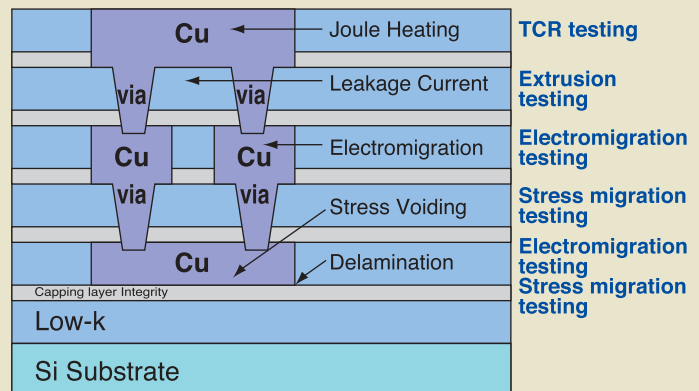 Cu
Joule Heating
TCR testing
via
via
Leakage Current
Extrusion
testing
Cu
Cu
Electromigration
Electromigration
testing
via
via
Stress Voiding
Stress migration
testing
Cu
Delamination
Electromigration
testing
Capping layer Integrity
Stress migration
testing
Low-k
Si Substrate